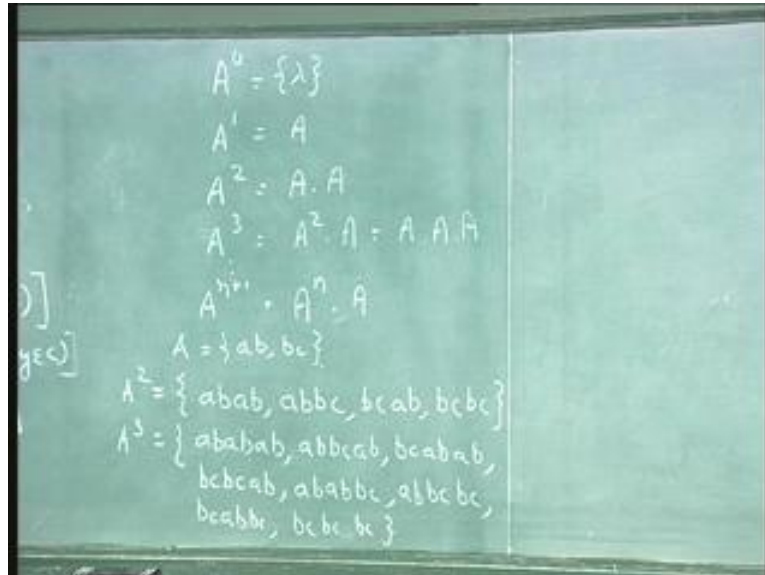 A⁰ = {λ}
A¹ = A
A² = A . A
A³ = A² . A = A . A . A
Aⁿ⁺¹ = Aⁿ . A
)]
A = {ab, bc}
y∈C)]
A² = { abab, abbc, bcab, bcbc}
A³ = { ababab, abbcab, bcabab,
bcbcab, ababbc, abbcbc,
bcabbc, bcbcbc }